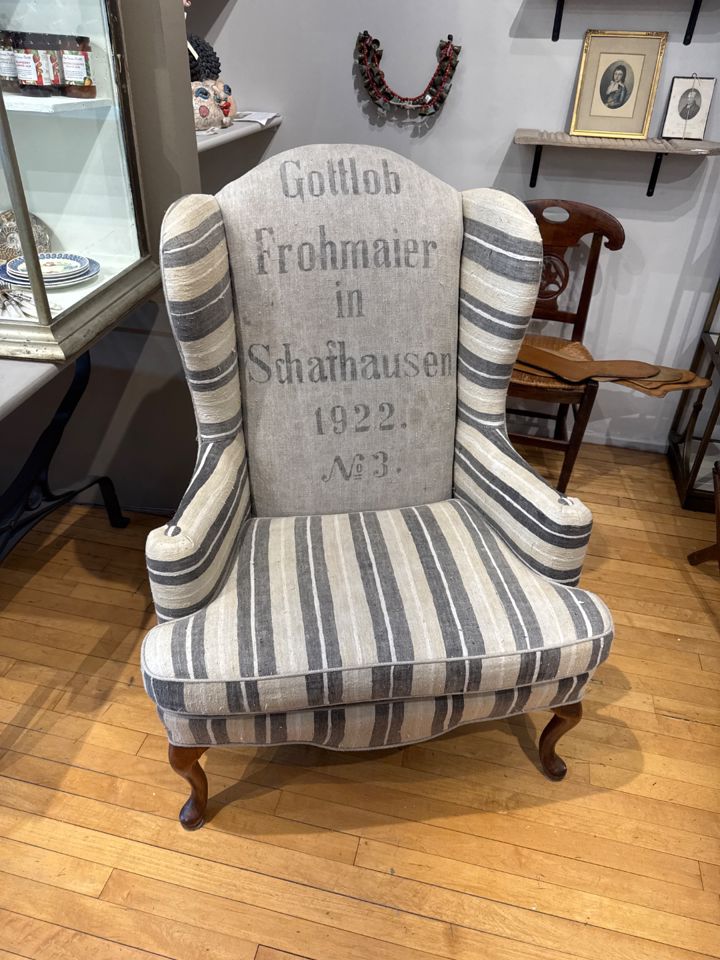 Gottlob
Frohmaier
in
Schafhausen
1922.
No 3.